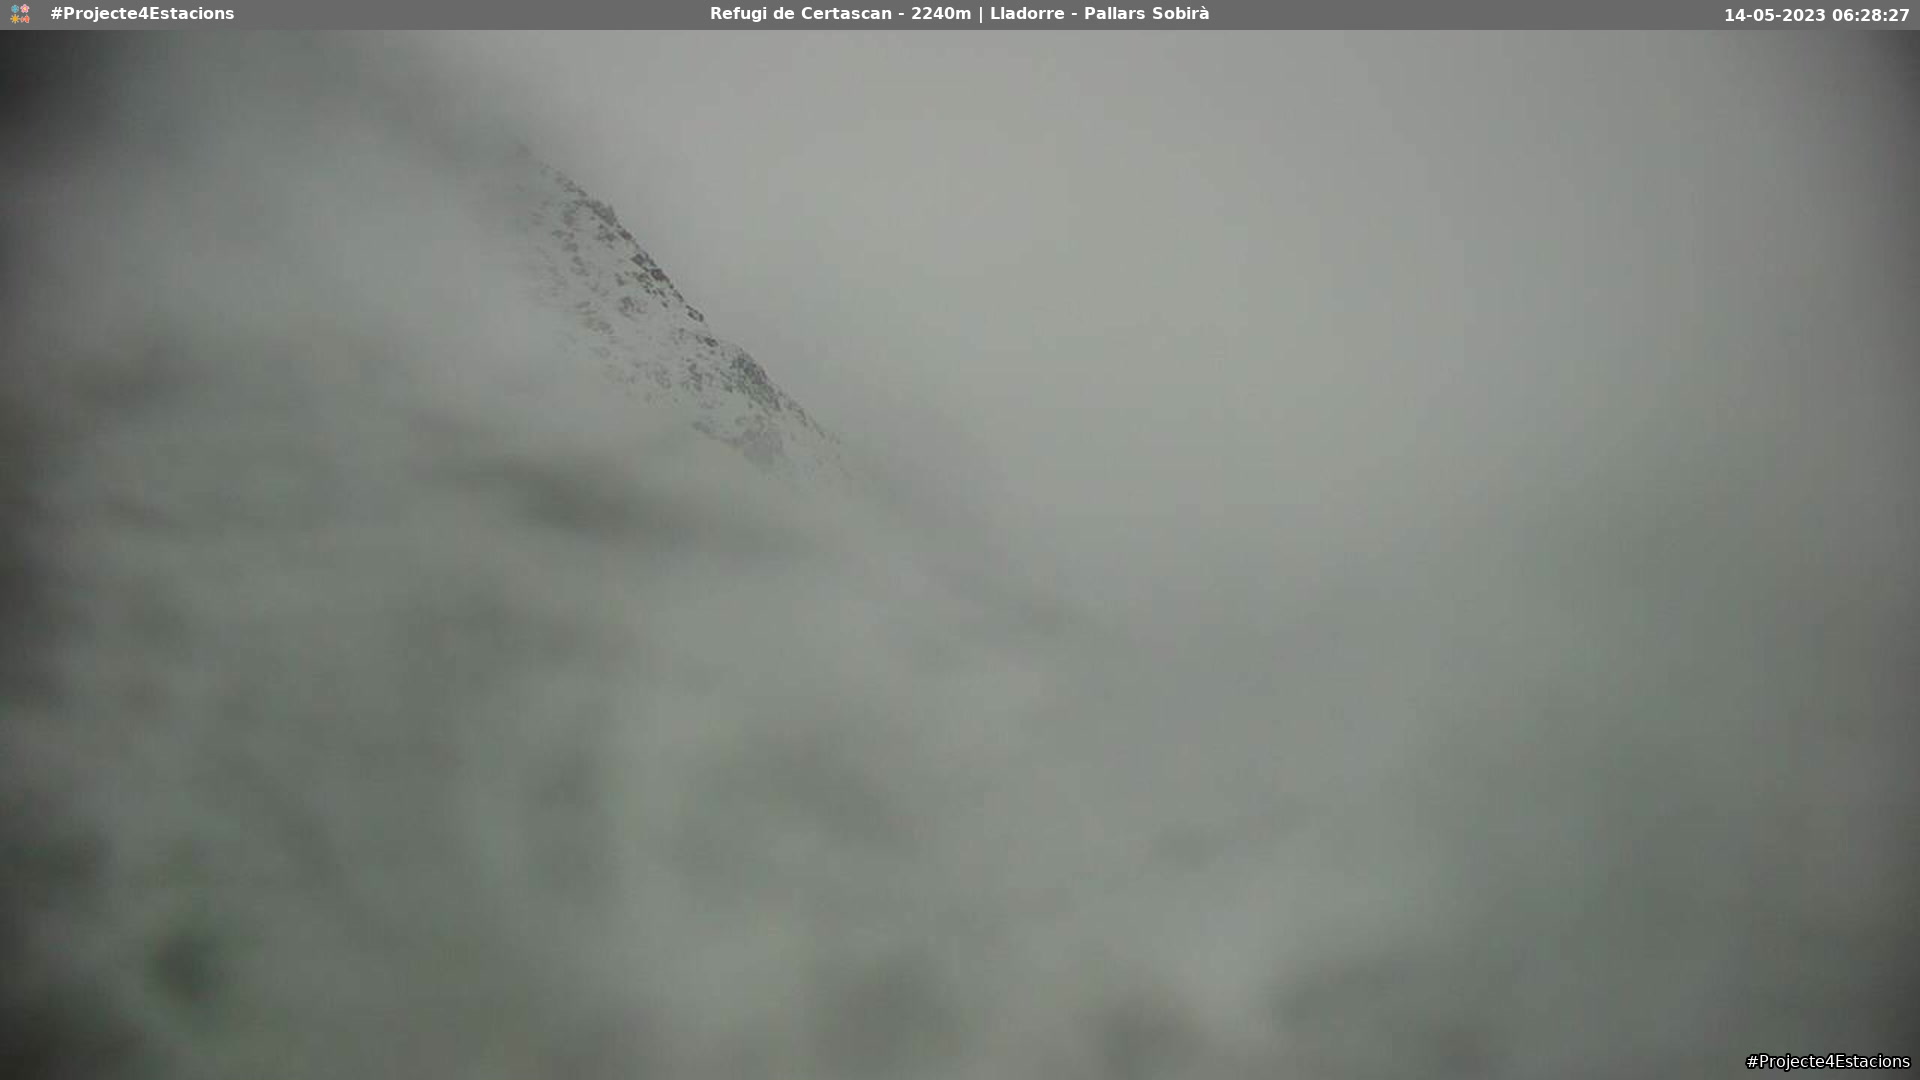 #Projecte4Estacions
Refugi de Certascan - 2240m | Lladorre - Pallars Sobirà
14-05-2023 06:28:27
#Projecte4Estacions